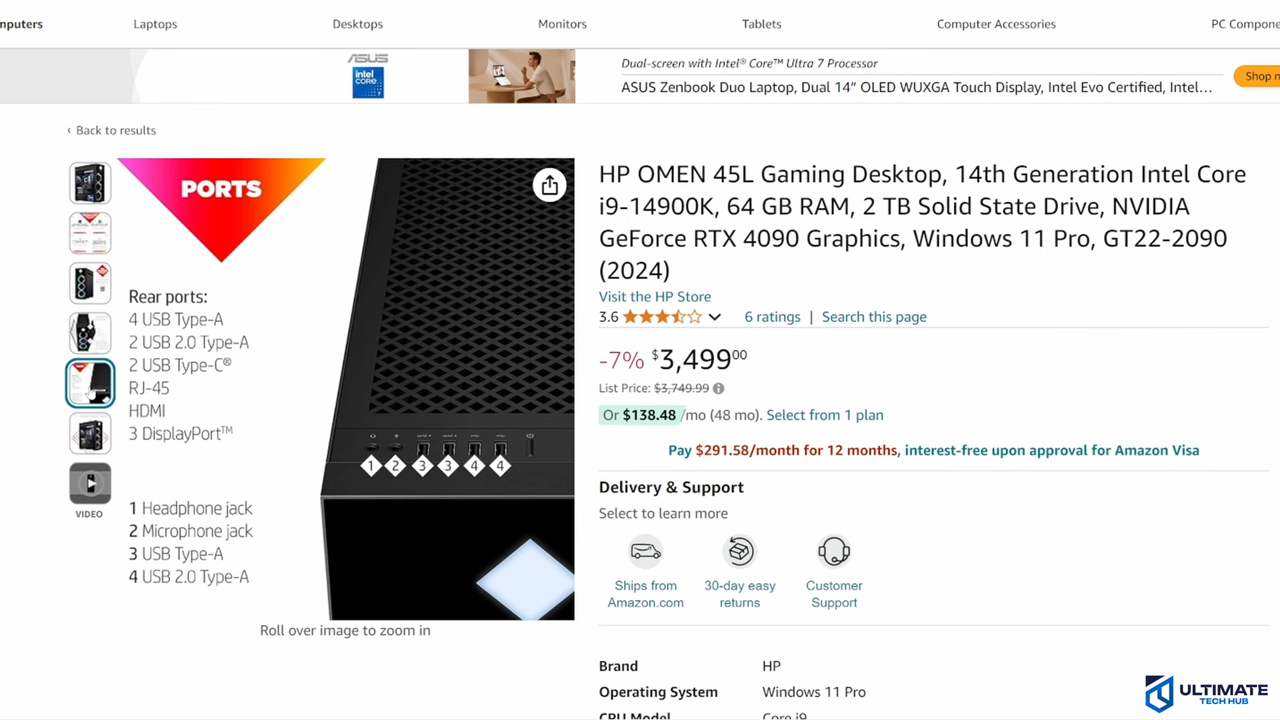 mputers
Laptops
Desktops
Monitors
Tablets
Computer Accessories
PC Compone
ASUS
intel
CORE
7
Dual-screen with Intel® Core™ Ultra 7 Processor
ASUS Zenbook Duo Laptop, Dual 14” OLED WUXGA Touch Display, Intel Evo Certified, Intel...
Shop n
‹ Back to results
PORTS
Rear ports:
4 USB Type-A
2 USB 2.0 Type-A
2 USB Type-C®
RJ-45
HDMI
3 DisplayPort™
1 Headphone jack
2 Microphone jack
3 USB Type-A
4 USB 2.0 Type-A
1 2 3 3 4 4
VIDEO
Roll over image to zoom in
HP OMEN 45L Gaming Desktop, 14th Generation Intel Core
i9-14900K, 64 GB RAM, 2 TB Solid State Drive, NVIDIA
GeForce RTX 4090 Graphics, Windows 11 Pro, GT22-2090
(2024)
Visit the HP Store
3.6 6 ratings | Search this page
-7% $3,499 00
List Price: $3,749.99
Or $138.48 /mo (48 mo). Select from 1 plan
Pay $291.58/month for 12 months, interest-free upon approval for Amazon Visa
Delivery & Support
Select to learn more
Ships from
Amazon.com
30-day easy
returns
Customer
Support
Brand HP
Operating System Windows 11 Pro
CPU Model Core i9
ULTIMATE
TECH HUB